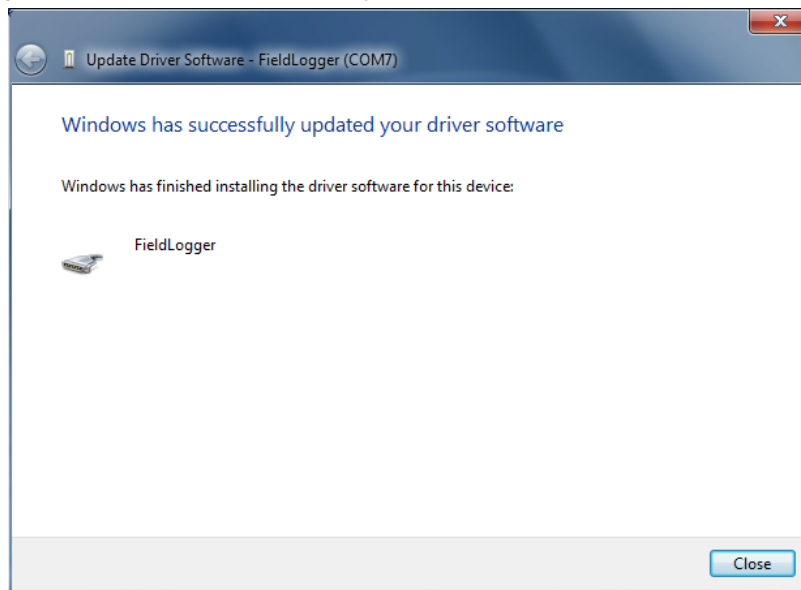 Update Driver Software - FieldLogger (COM7)
Windows has successfully updated your driver software
Windows has finished installing the driver software for this device:
FieldLogger
Close